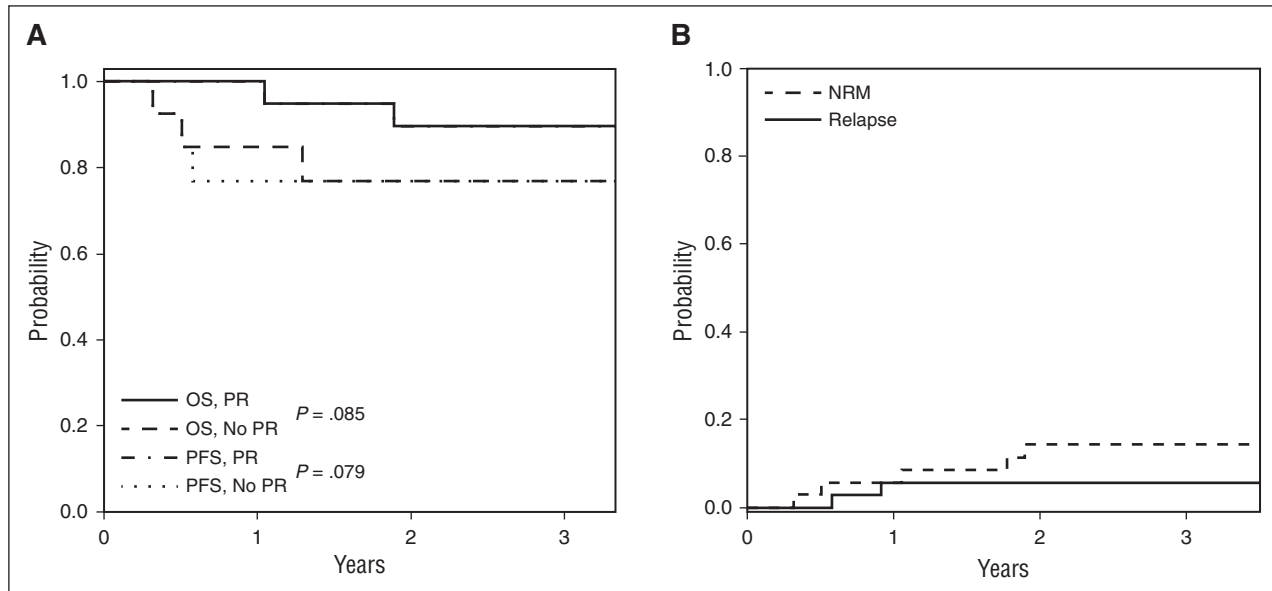 A
Probability
1.0
0.8
0.6
0.4
0.2
0.0
OS, PR
OS, No PR
P = .085
PFS, PR
PFS, No PR
P = .079
0 1 2 3
Years
B
Probability
1.0
0.8
0.6
0.4
0.2
0.0
NRM
Relapse
0 1 2 3
Years